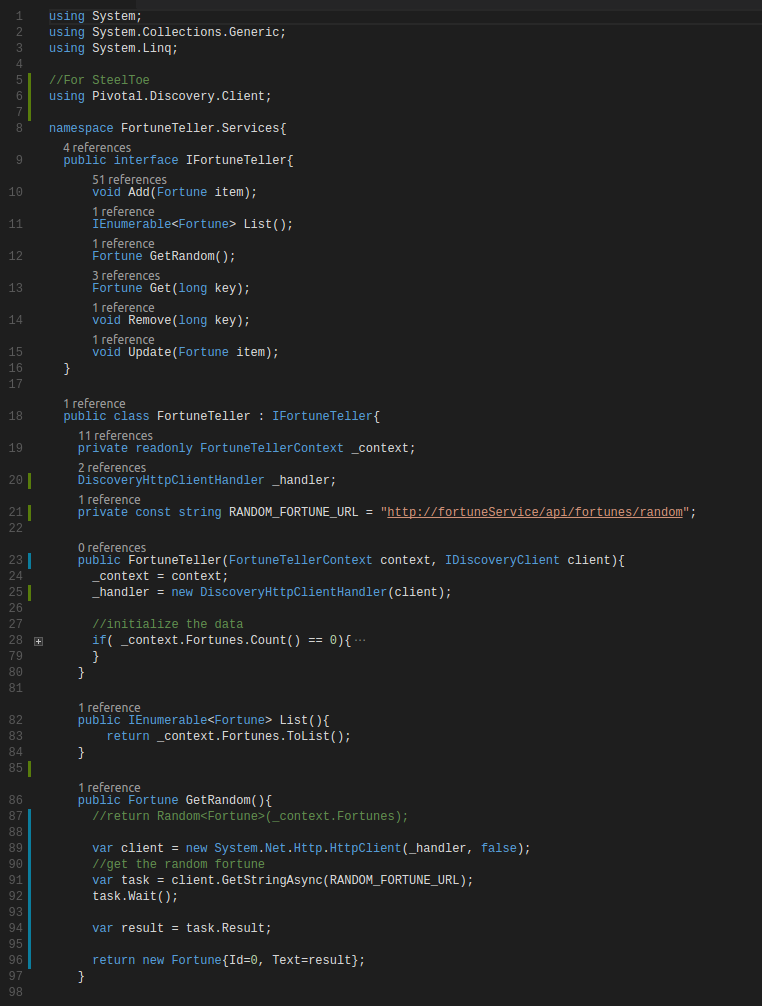 1 using System;
2 using System.Collections.Generic;
3 using System.Linq;
4
5 //For SteelToe
6 using Pivotal.Discovery.Client;
7
8 namespace FortuneTeller.Services{
4 references
9 public interface IFortuneTeller{
51 references
10 void Add(Fortune item);
1 reference
11 IEnumerable<Fortune> List();
1 reference
12 Fortune GetRandom();
3 references
13 Fortune Get(long key);
1 reference
14 void Remove(long key);
1 reference
15 void Update(Fortune item);
16 }
17
1 reference
18 public class FortuneTeller : IFortuneTeller{
11 references
19 private readonly FortuneTellerContext _context;
2 references
20 DiscoveryHttpClientHandler _handler;
1 reference
21 private const string RANDOM_FORTUNE_URL = "http://fortuneService/api/fortunes/random";
22
0 references
23 public FortuneTeller(FortuneTellerContext context, IDiscoveryClient client){
24 _context = context;
25 _handler = new DiscoveryHttpClientHandler(client);
26
27 //initialize the data
28 if( _context.Fortunes.Count() == 0){ ⋯
79 }
80 }
81
1 reference
82 public IEnumerable<Fortune> List(){
83 return _context.Fortunes.ToList();
84 }
85
1 reference
86 public Fortune GetRandom(){
87 //return Random<Fortune>(_context.Fortunes);
88
89 var client = new System.Net.Http.HttpClient(_handler, false);
90 //get the random fortune
91 var task = client.GetStringAsync(RANDOM_FORTUNE_URL);
92 task.Wait();
93
94 var result = task.Result;
95
96 return new Fortune{Id=0, Text=result};
97 }
98